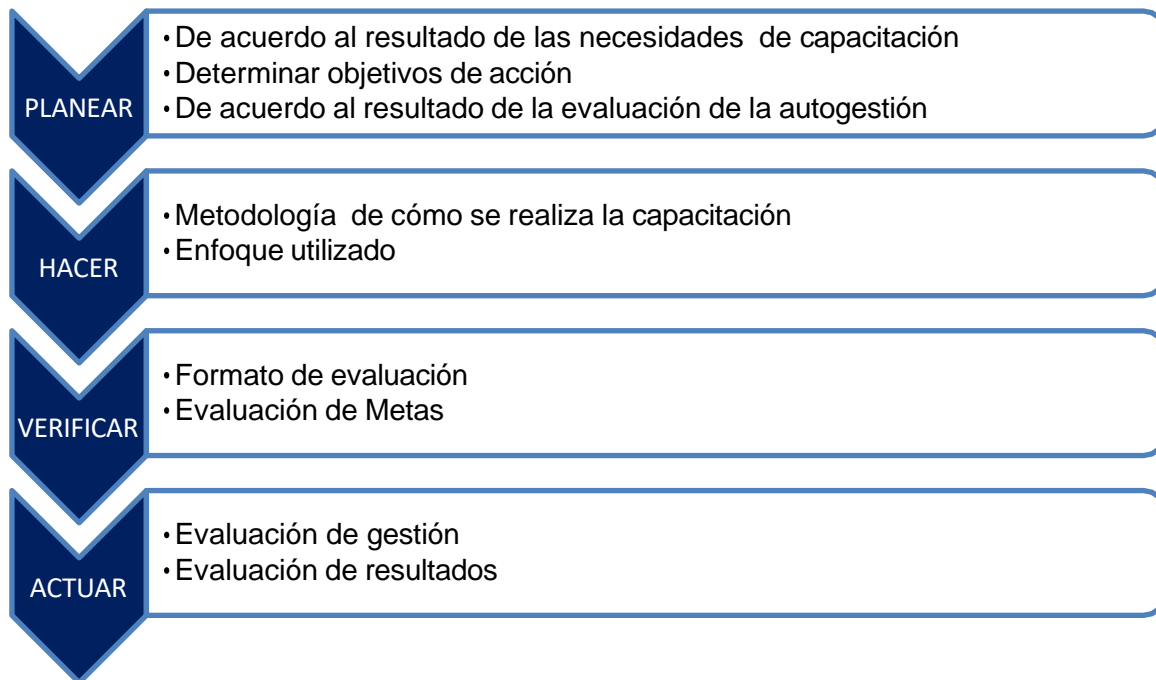 PLANEAR
• De acuerdo al resultado de las necesidades de capacitación
• Determinar objetivos de acción
• De acuerdo al resultado de la evaluación de la autogestión
HACER
• Metodología de cómo se realiza la capacitación
• Enfoque utilizado
VERIFICAR
• Formato de evaluación
• Evaluación de Metas
ACTUAR
• Evaluación de gestión
• Evaluación de resultados